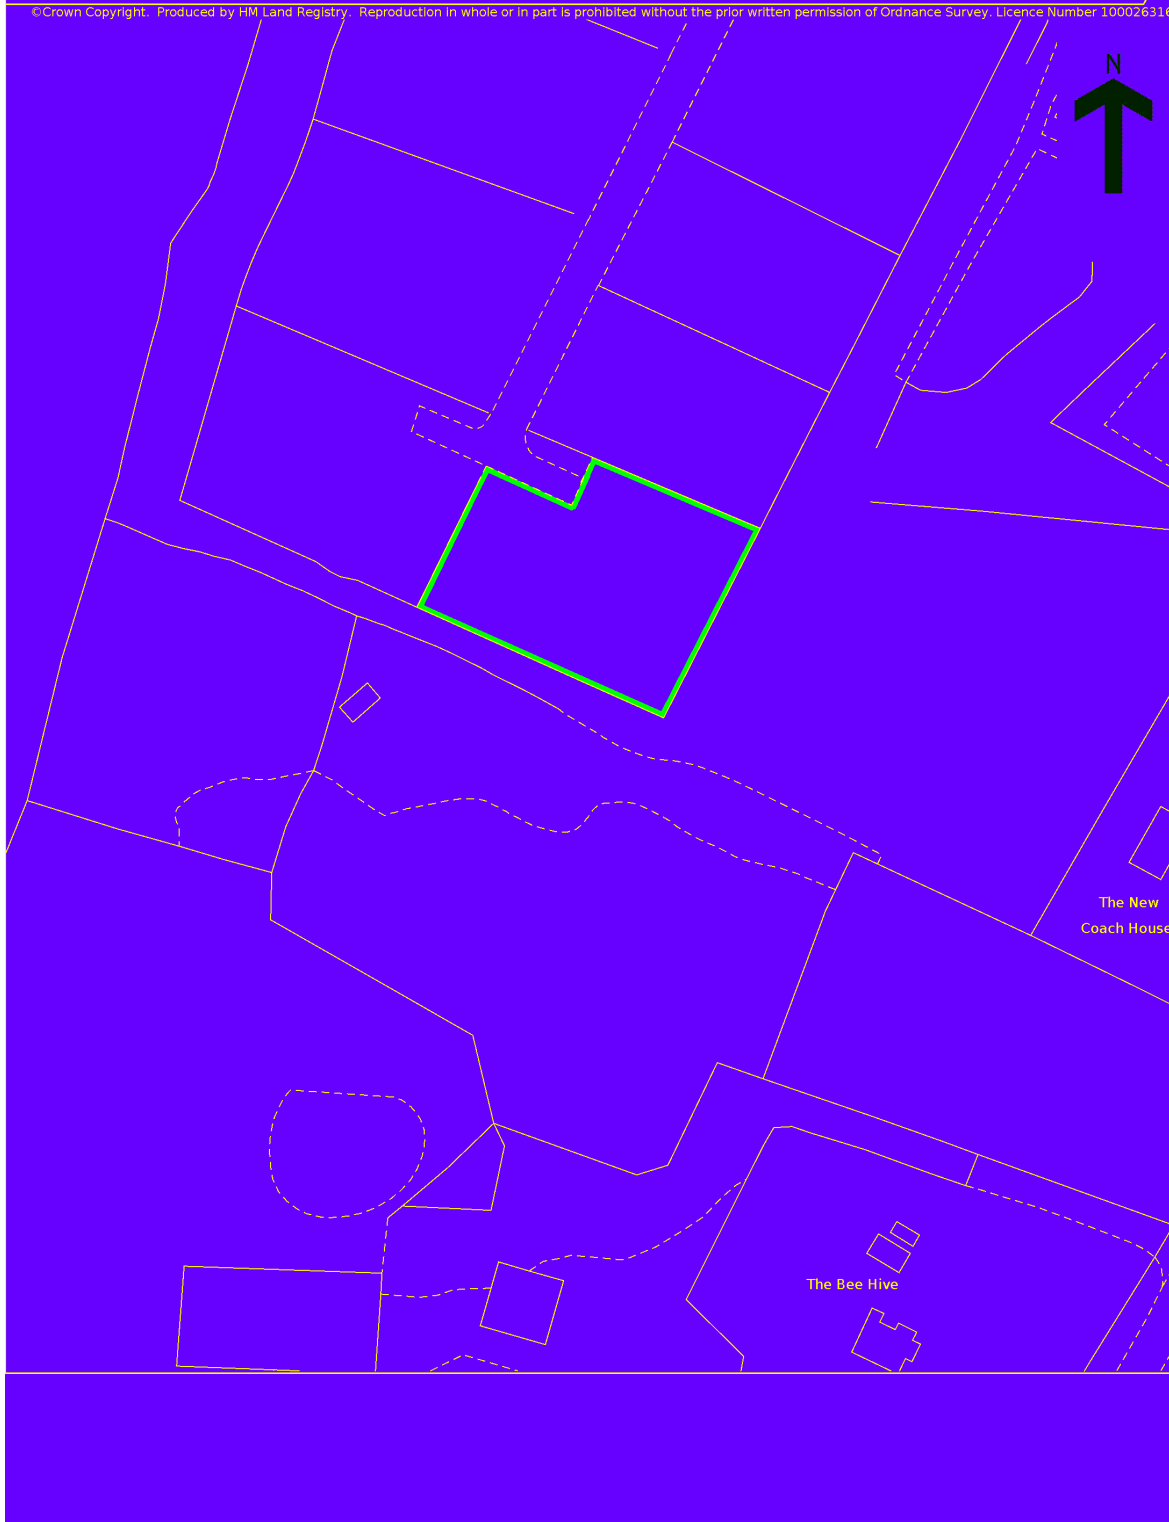 ©Crown Copyright. Produced by HM Land Registry. Reproduction in whole or in part is prohibited without the prior written permission of Ordnance Survey. Licence Number 100026316
N
The New
Coach House
The Bee Hive